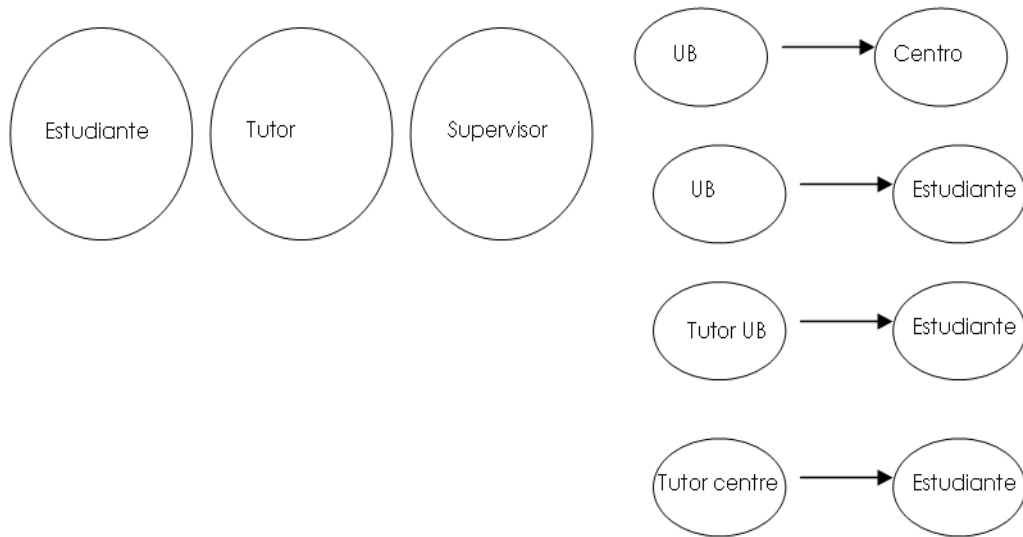 Estudiante
Tutor
Supervisor
UB
Centro
UB
Estudiante
Tutor UB
Estudiante
Tutor centre
Estudiante